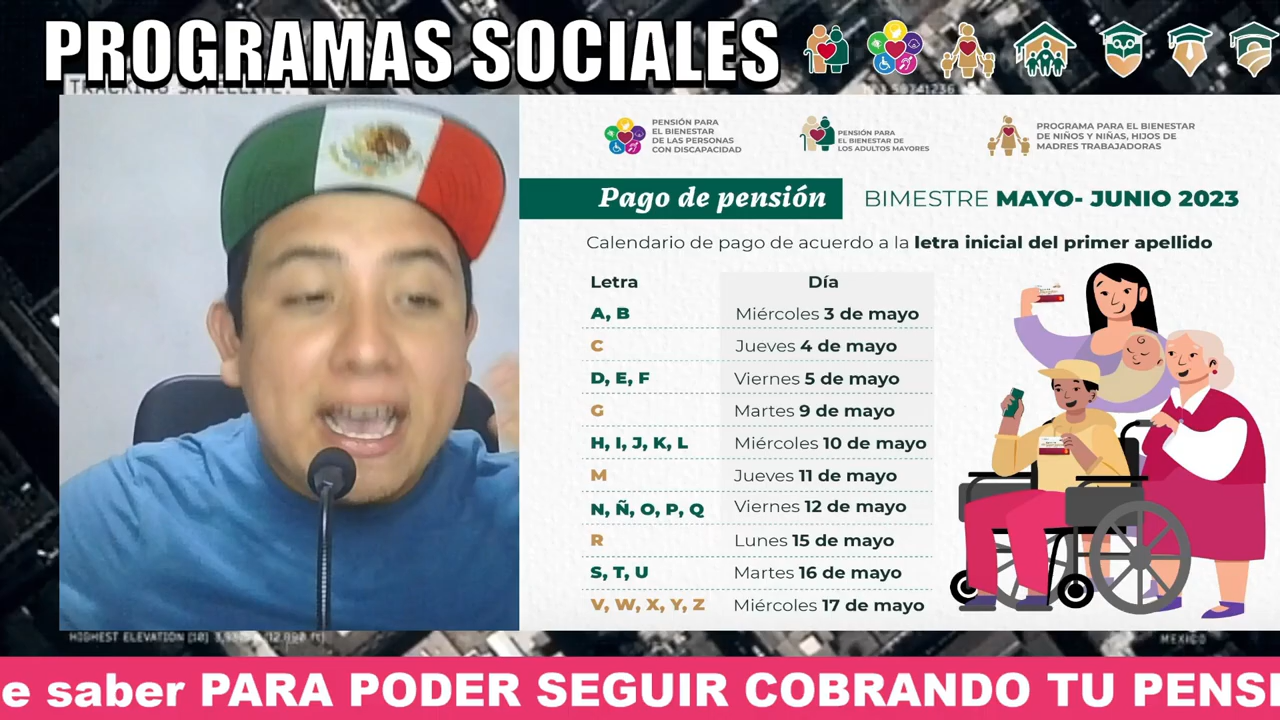 PROGRAMAS SOCIALES
TRACKING SATELLITE:
PENSIÓN PARA
EL BIENESTAR
DE LAS PERSONAS
CON DISCAPACIDAD
PENSIÓN PARA
EL BIENESTAR DE
LOS ADULTOS MAYORES
PROGRAMA PARA EL BIENESTAR
DE NIÑOS Y NIÑAS, HIJOS DE
MADRES TRABAJADORAS
Pago de pensión
BIMESTRE MAYO- JUNIO 2023
Calendario de pago de acuerdo a la letra inicial del primer apellido
Letra Día
A, B Miércoles 3 de mayo
C Jueves 4 de mayo
D, E, F Viernes 5 de mayo
G Martes 9 de mayo
H, I, J, K, L Miércoles 10 de mayo
M Jueves 11 de mayo
N, Ñ, O, P, Q Viernes 12 de mayo
R Lunes 15 de mayo
S, T, U Martes 16 de mayo
V, W, X, Y, Z Miércoles 17 de mayo
HIGHEST ELEVATION
MEXICO
e saber PARA PODER SEGUIR COBRANDO TU PENSI